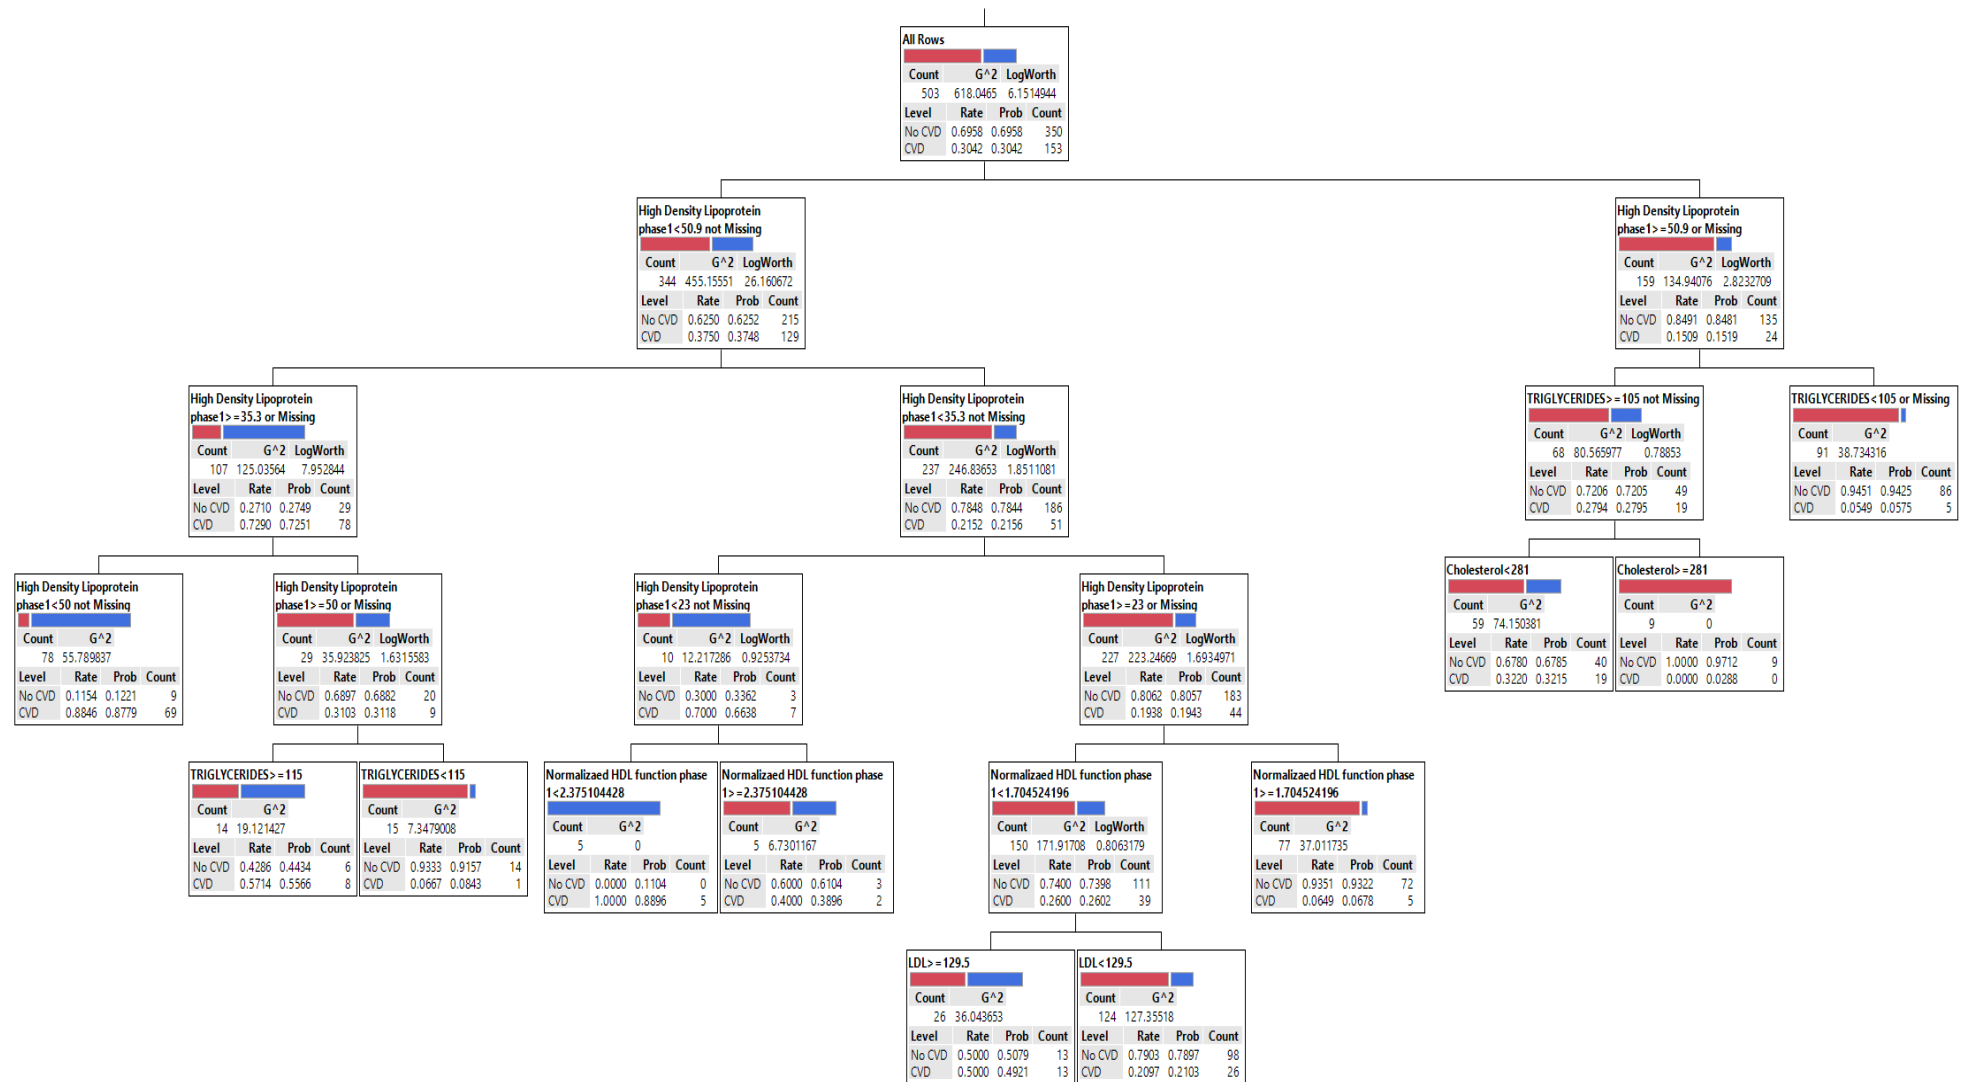 All Rows
Count G^2 LogWorth
503 618.0465 6.1514944
Level Rate Prob Count
No CVD 0.6958 0.6958 350
CVD 0.3042 0.3042 153
High Density Lipoprotein
phase1<50.9 not Missing
Count G^2 LogWorth
344 455.15551 26.160672
Level Rate Prob Count
No CVD 0.6250 0.6252 215
CVD 0.3750 0.3748 129
High Density Lipoprotein
phase1>=50.9 or Missing
Count G^2 LogWorth
159 134.94076 2.8232709
Level Rate Prob Count
No CVD 0.8491 0.8481 135
CVD 0.1509 0.1519 24
High Density Lipoprotein
phase1>=35.3 or Missing
Count G^2 LogWorth
107 125.03564 7.952844
Level Rate Prob Count
No CVD 0.2710 0.2749 29
CVD 0.7290 0.7251 78
High Density Lipoprotein
phase1<35.3 not Missing
Count G^2 LogWorth
237 246.83653 1.8511081
Level Rate Prob Count
No CVD 0.7848 0.7844 186
CVD 0.2152 0.2156 51
TRIGLYCERIDES>=105 not Missing
Count G^2 LogWorth
68 80.565977 0.78853
Level Rate Prob Count
No CVD 0.7206 0.7205 49
CVD 0.2794 0.2795 19
TRIGLYCERIDES<105 or Missing
Count G^2
91 38.734316
Level Rate Prob Count
No CVD 0.9451 0.9425 86
CVD 0.0549 0.0575 5
High Density Lipoprotein
phase1<50 not Missing
Count G^2
78 55.789837
Level Rate Prob Count
No CVD 0.1154 0.1221 9
CVD 0.8846 0.8779 69
High Density Lipoprotein
phase1>=50 or Missing
Count G^2 LogWorth
29 35.923825 1.6315583
Level Rate Prob Count
No CVD 0.6897 0.6882 20
CVD 0.3103 0.3118 9
High Density Lipoprotein
phase1<23 not Missing
Count G^2 LogWorth
10 12.217286 0.9253734
Level Rate Prob Count
No CVD 0.3000 0.3362 3
CVD 0.7000 0.6638 7
High Density Lipoprotein
phase1>=23 or Missing
Count G^2 LogWorth
227 223.24669 1.6934971
Level Rate Prob Count
No CVD 0.8062 0.8057 183
CVD 0.1938 0.1943 44
Cholesterol<281
Count G^2
59 74.150381
Level Rate Prob Count
No CVD 0.6780 0.6785 40
CVD 0.3220 0.3215 19
Cholesterol>=281
Count G^2
9 0
Level Rate Prob Count
No CVD 1.0000 0.9712 9
CVD 0.0000 0.0288 0
TRIGLYCERIDES>=115
Count G^2
14 19.121427
Level Rate Prob Count
No CVD 0.4286 0.4434 6
CVD 0.5714 0.5566 8
TRIGLYCERIDES<115
Count G^2
15 7.3479008
Level Rate Prob Count
No CVD 0.9333 0.9157 14
CVD 0.0667 0.0843 1
Normalizaed HDL function phase
1<2.375104428
Count G^2
5 0
Level Rate Prob Count
No CVD 0.0000 0.1104 0
CVD 1.0000 0.8896 5
Normalizaed HDL function phase
1>=2.375104428
Count G^2
5 6.7301167
Level Rate Prob Count
No CVD 0.6000 0.6104 3
CVD 0.4000 0.3896 2
Normalizaed HDL function phase
1<1.704524196
Count G^2 LogWorth
150 171.91708 0.8063179
Level Rate Prob Count
No CVD 0.7400 0.7398 111
CVD 0.2600 0.2602 39
Normalizaed HDL function phase
1>=1.704524196
Count G^2
77 37.011735
Level Rate Prob Count
No CVD 0.9351 0.9322 72
CVD 0.0649 0.0678 5
LDL>=129.5
Count G^2
26 36.043653
Level Rate Prob Count
No CVD 0.5000 0.5079 13
CVD 0.5000 0.4921 13
LDL<129.5
Count G^2
124 127.35518
Level Rate Prob Count
No CVD 0.7903 0.7897 98
CVD 0.2097 0.2103 26